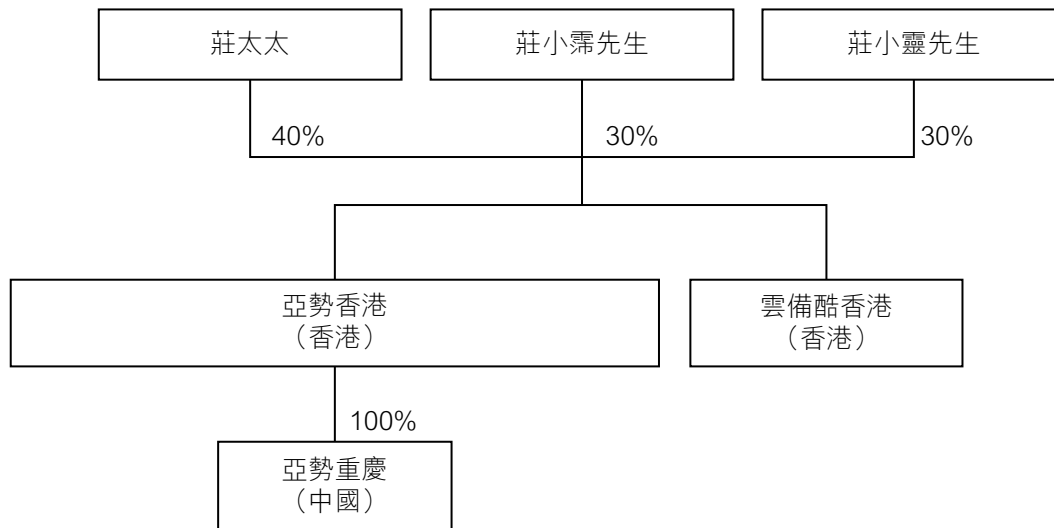 莊太太
莊小霈先生
莊小靈先生
40%
30%
30%
亞勢香港
（香港）
雲備酷香港
（香港）
100%
亞勢重慶
（中國）